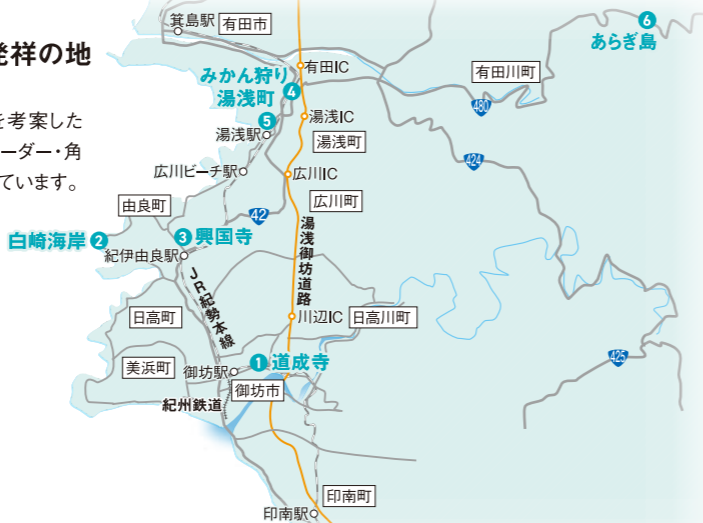 発祥の地
を考案した
ーダー・角
ています。
箕島駅
有田市
6
あらぎ島
有田IC
有田川町
みかん狩り
4
湯浅町
480
5
湯浅IC
湯浅駅
湯浅町
424
広川ビーチ駅
広川IC
広川町
由良町
42
白崎海岸
2
3
興国寺
紀伊由良駅
湯浅御坊道路
JR紀勢本線
日高町
川辺IC
日高川町
425
美浜町
1
道成寺
御坊駅
御坊市
紀州鉄道
印南町
印南駅